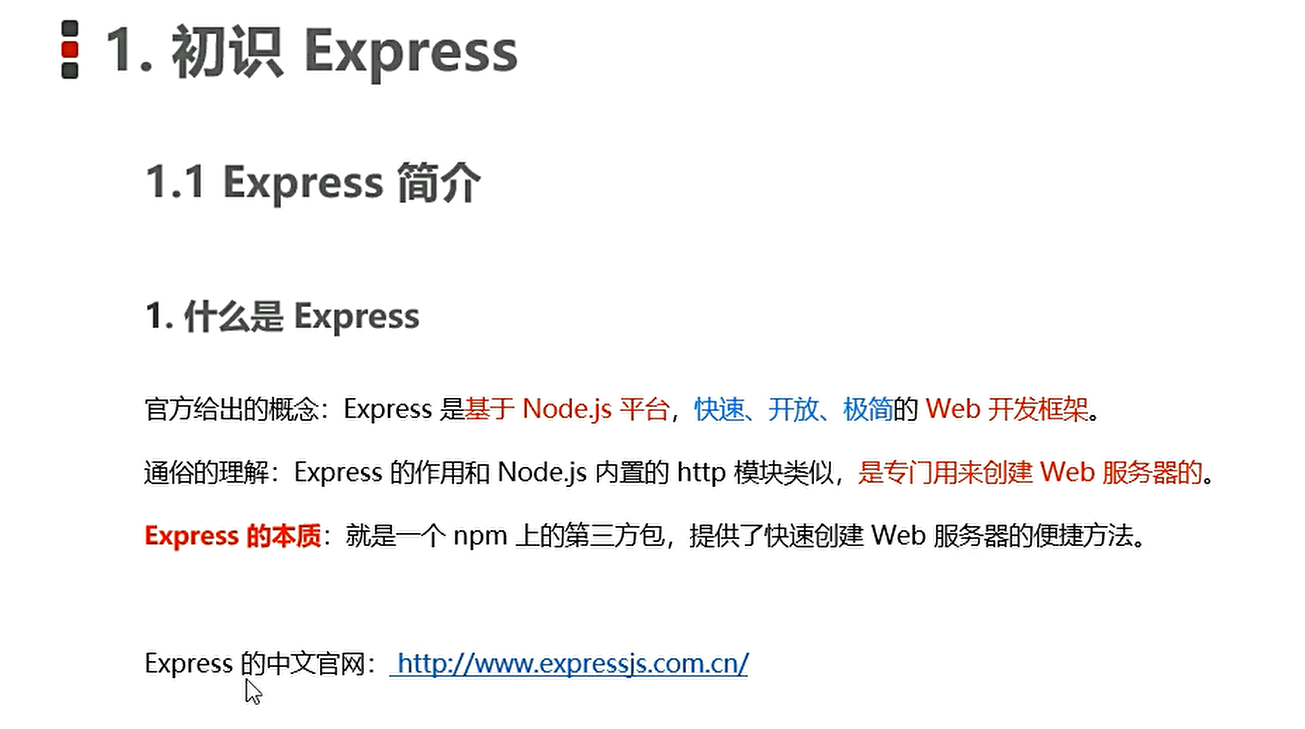 1. 初识 Express
1.1 Express 简介
1. 什么是 Express
官方给出的概念：Express 是基于 Node.js 平台，快速、开放、极简的 Web 开发框架。
通俗的理解：Express 的作用和 Node.js 内置的 http 模块类似，是专门用来创建 Web 服务器的。
Express 的本质：就是一个 npm 上的第三方包，提供了快速创建 Web 服务器的便捷方法。
Express 的中文官网： http://www.expressjs.com.cn/